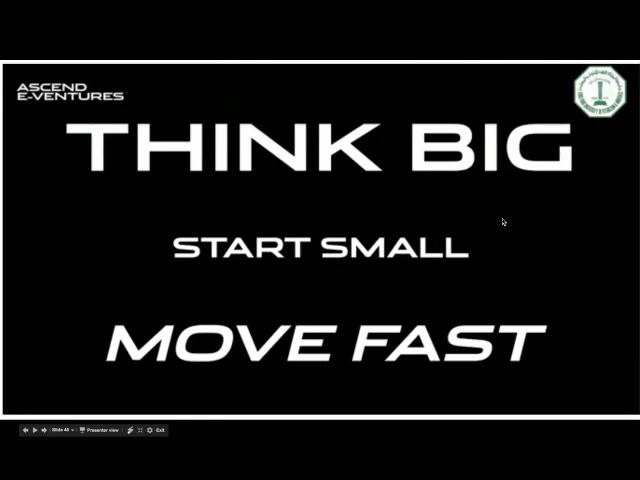 ASCEND
E-VENTURES
THINK BIG
START SMALL
MOVE FAST
Presenter view
Exit